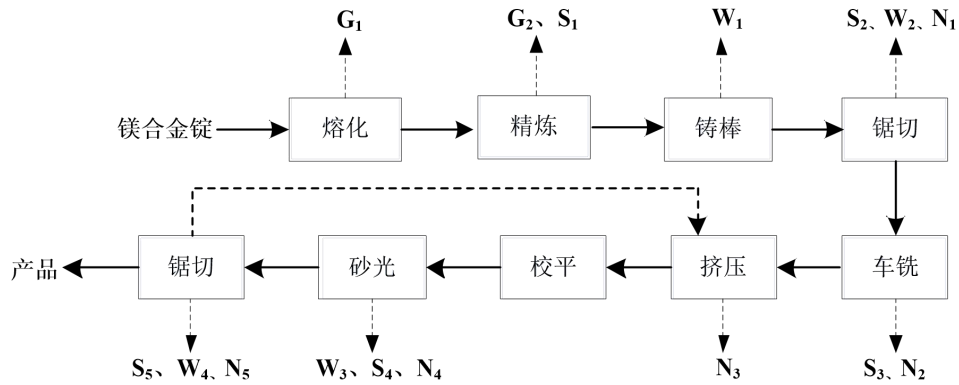 G₁ G₂、S₁ W₁ S₂、W₂、N₁
镁合金锭 熔化 精炼 铸棒 锯切
产品 锯切 砂光 校平 挤压 车铣
S₅、W₄、N₅ W₃、S₄、N₄ N₃ S₃、N₂